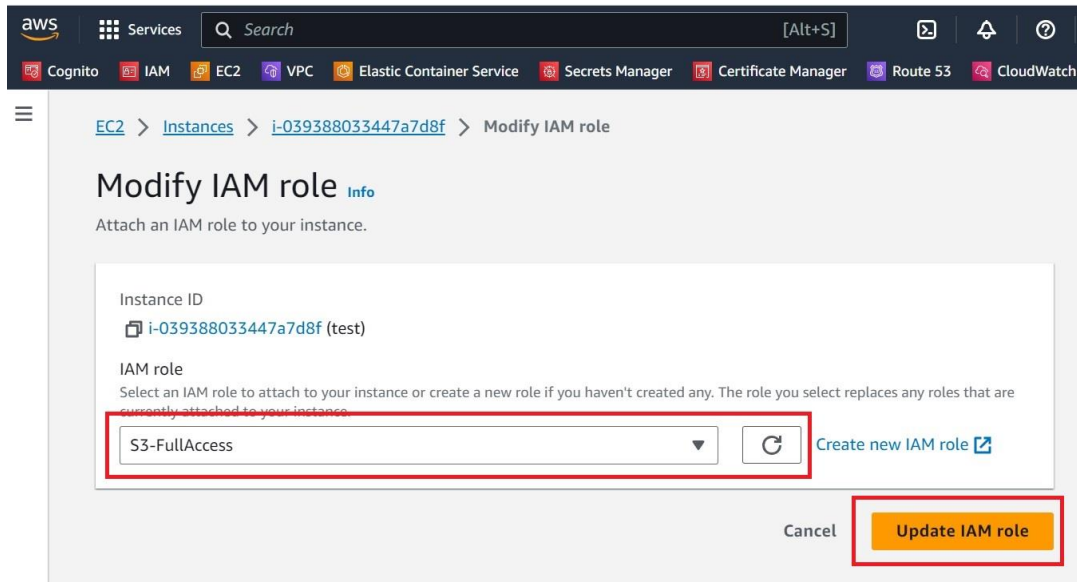 aws
Services
Search
[Alt+S]
Cognito
IAM
EC2
VPC
Elastic Container Service
Secrets Manager
Certificate Manager
Route 53
CloudWatch
EC2 > Instances > i-039388033447a7d8f > Modify IAM role
Modify IAM role Info
Attach an IAM role to your instance.
Instance ID
i-039388033447a7d8f (test)
IAM role
Select an IAM role to attach to your instance or create a new role if you haven't created any. The role you select replaces any roles that are
currently attached to your instance.
S3-FullAccess
Create new IAM role
Cancel
Update IAM role